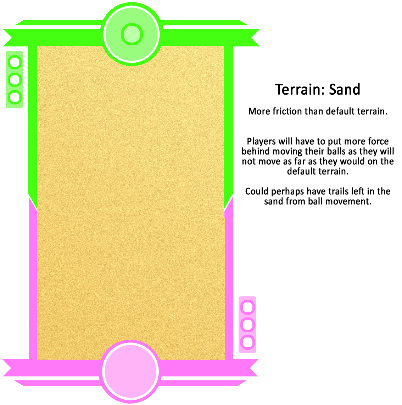 Terrain: Sand
More friction than default terrain.
Players will have to put more force
behind moving their balls as they will
not move as far as they would on the
default terrain.
Could perhaps have trails left in the
sand from ball movement.